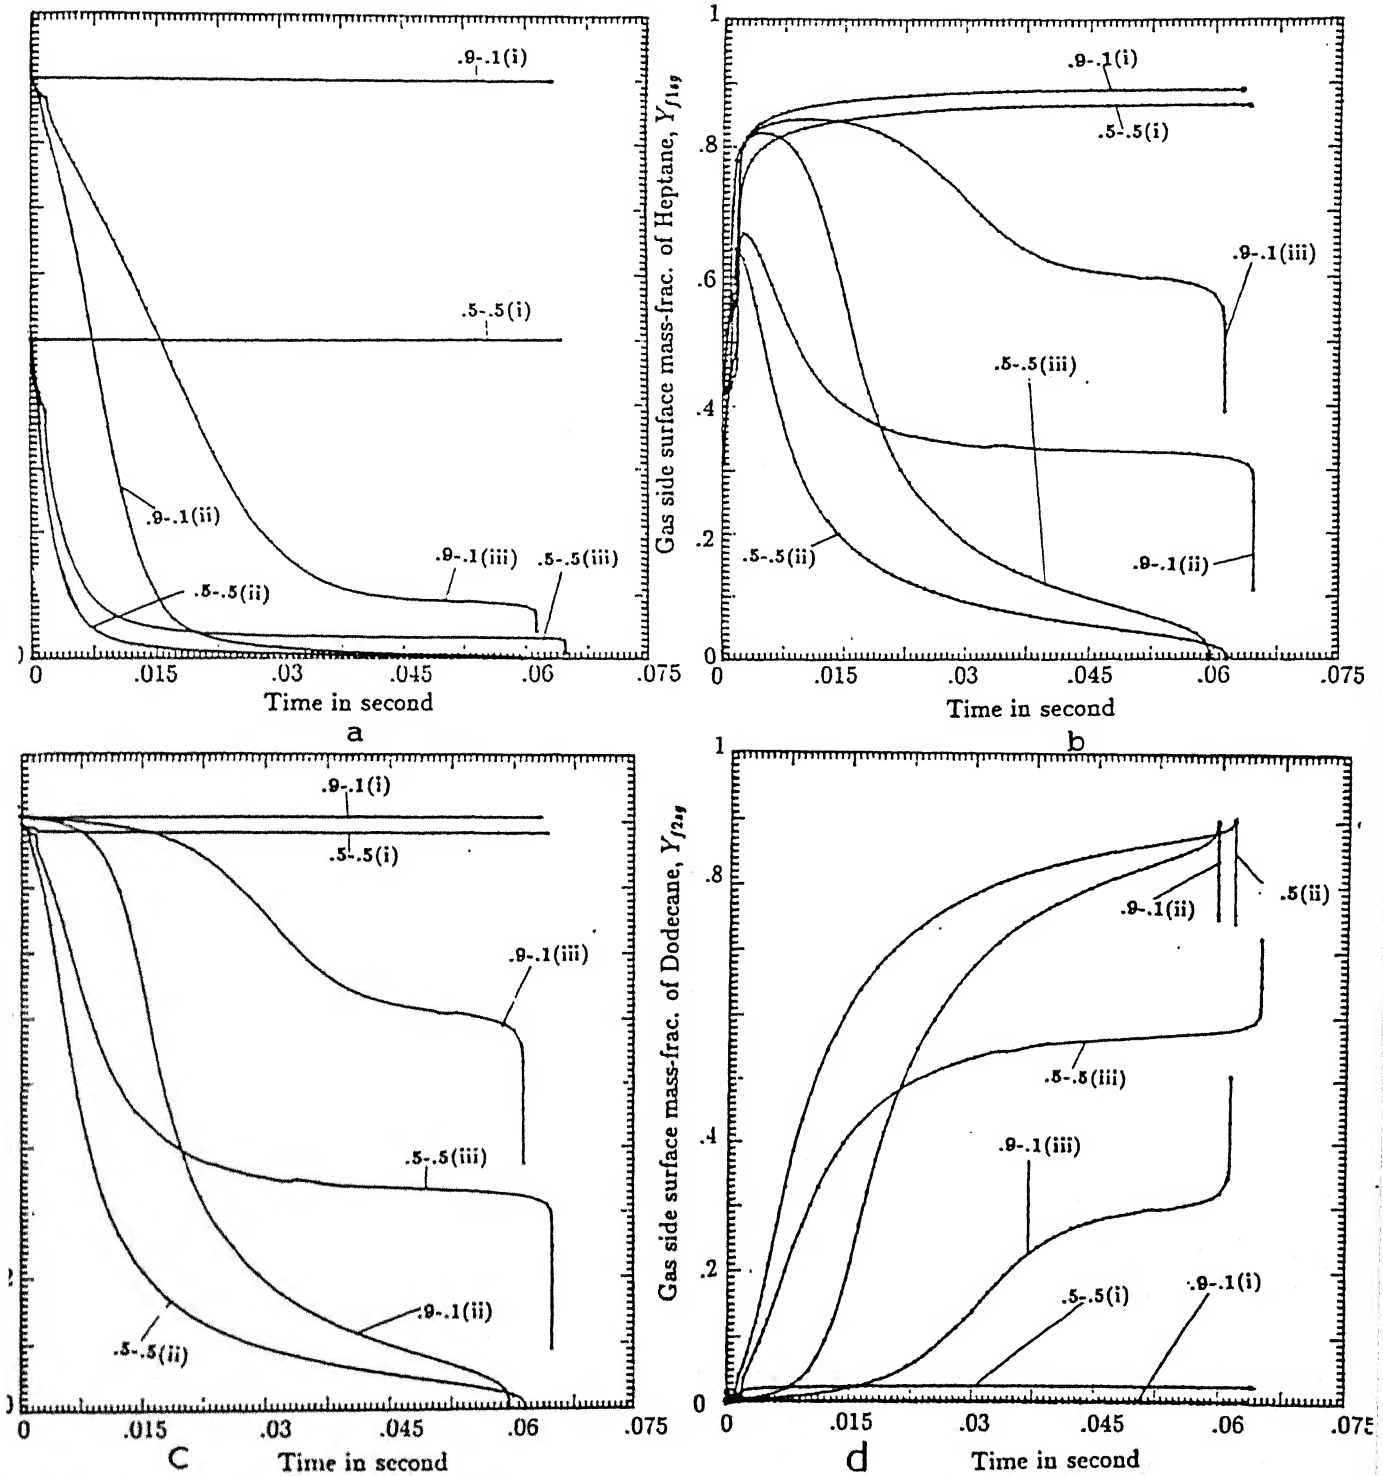 .9-.1(i)
.5-.5(i)
.9-.1(ii)
.5-.5(ii)
.9-.1(iii)
.5-.5(iii)
0
.015
.03
.045
.06
.075
Time in second
a
Gas side surface mass-frac. of Heptane, Yf1sg
1
.8
.6
.4
.2
0
.9-.1(i)
.5-.5(i)
.9-.1(iii)
.5-.5(iii)
.5-.5(ii)
.9-.1(ii)
0
.015
.03
.045
.06
.075
Time in second
b
.9-.1(i)
.5-.5(i)
.9-.1(iii)
.5-.5(iii)
.9-.1(ii)
.5-.5(ii)
0
.015
.03
.045
.06
.075
C
Time in second
Gas side surface mass-frac. of Dodecane, Yf2sg
1
.8
.4
.2
0
.9-.1(ii)
.5(ii)
.5-.5(iii)
.9-.1(iii)
.5-.5(i)
.9-.1(i)
0
.015
.03
.045
.06
.075
d
Time in second